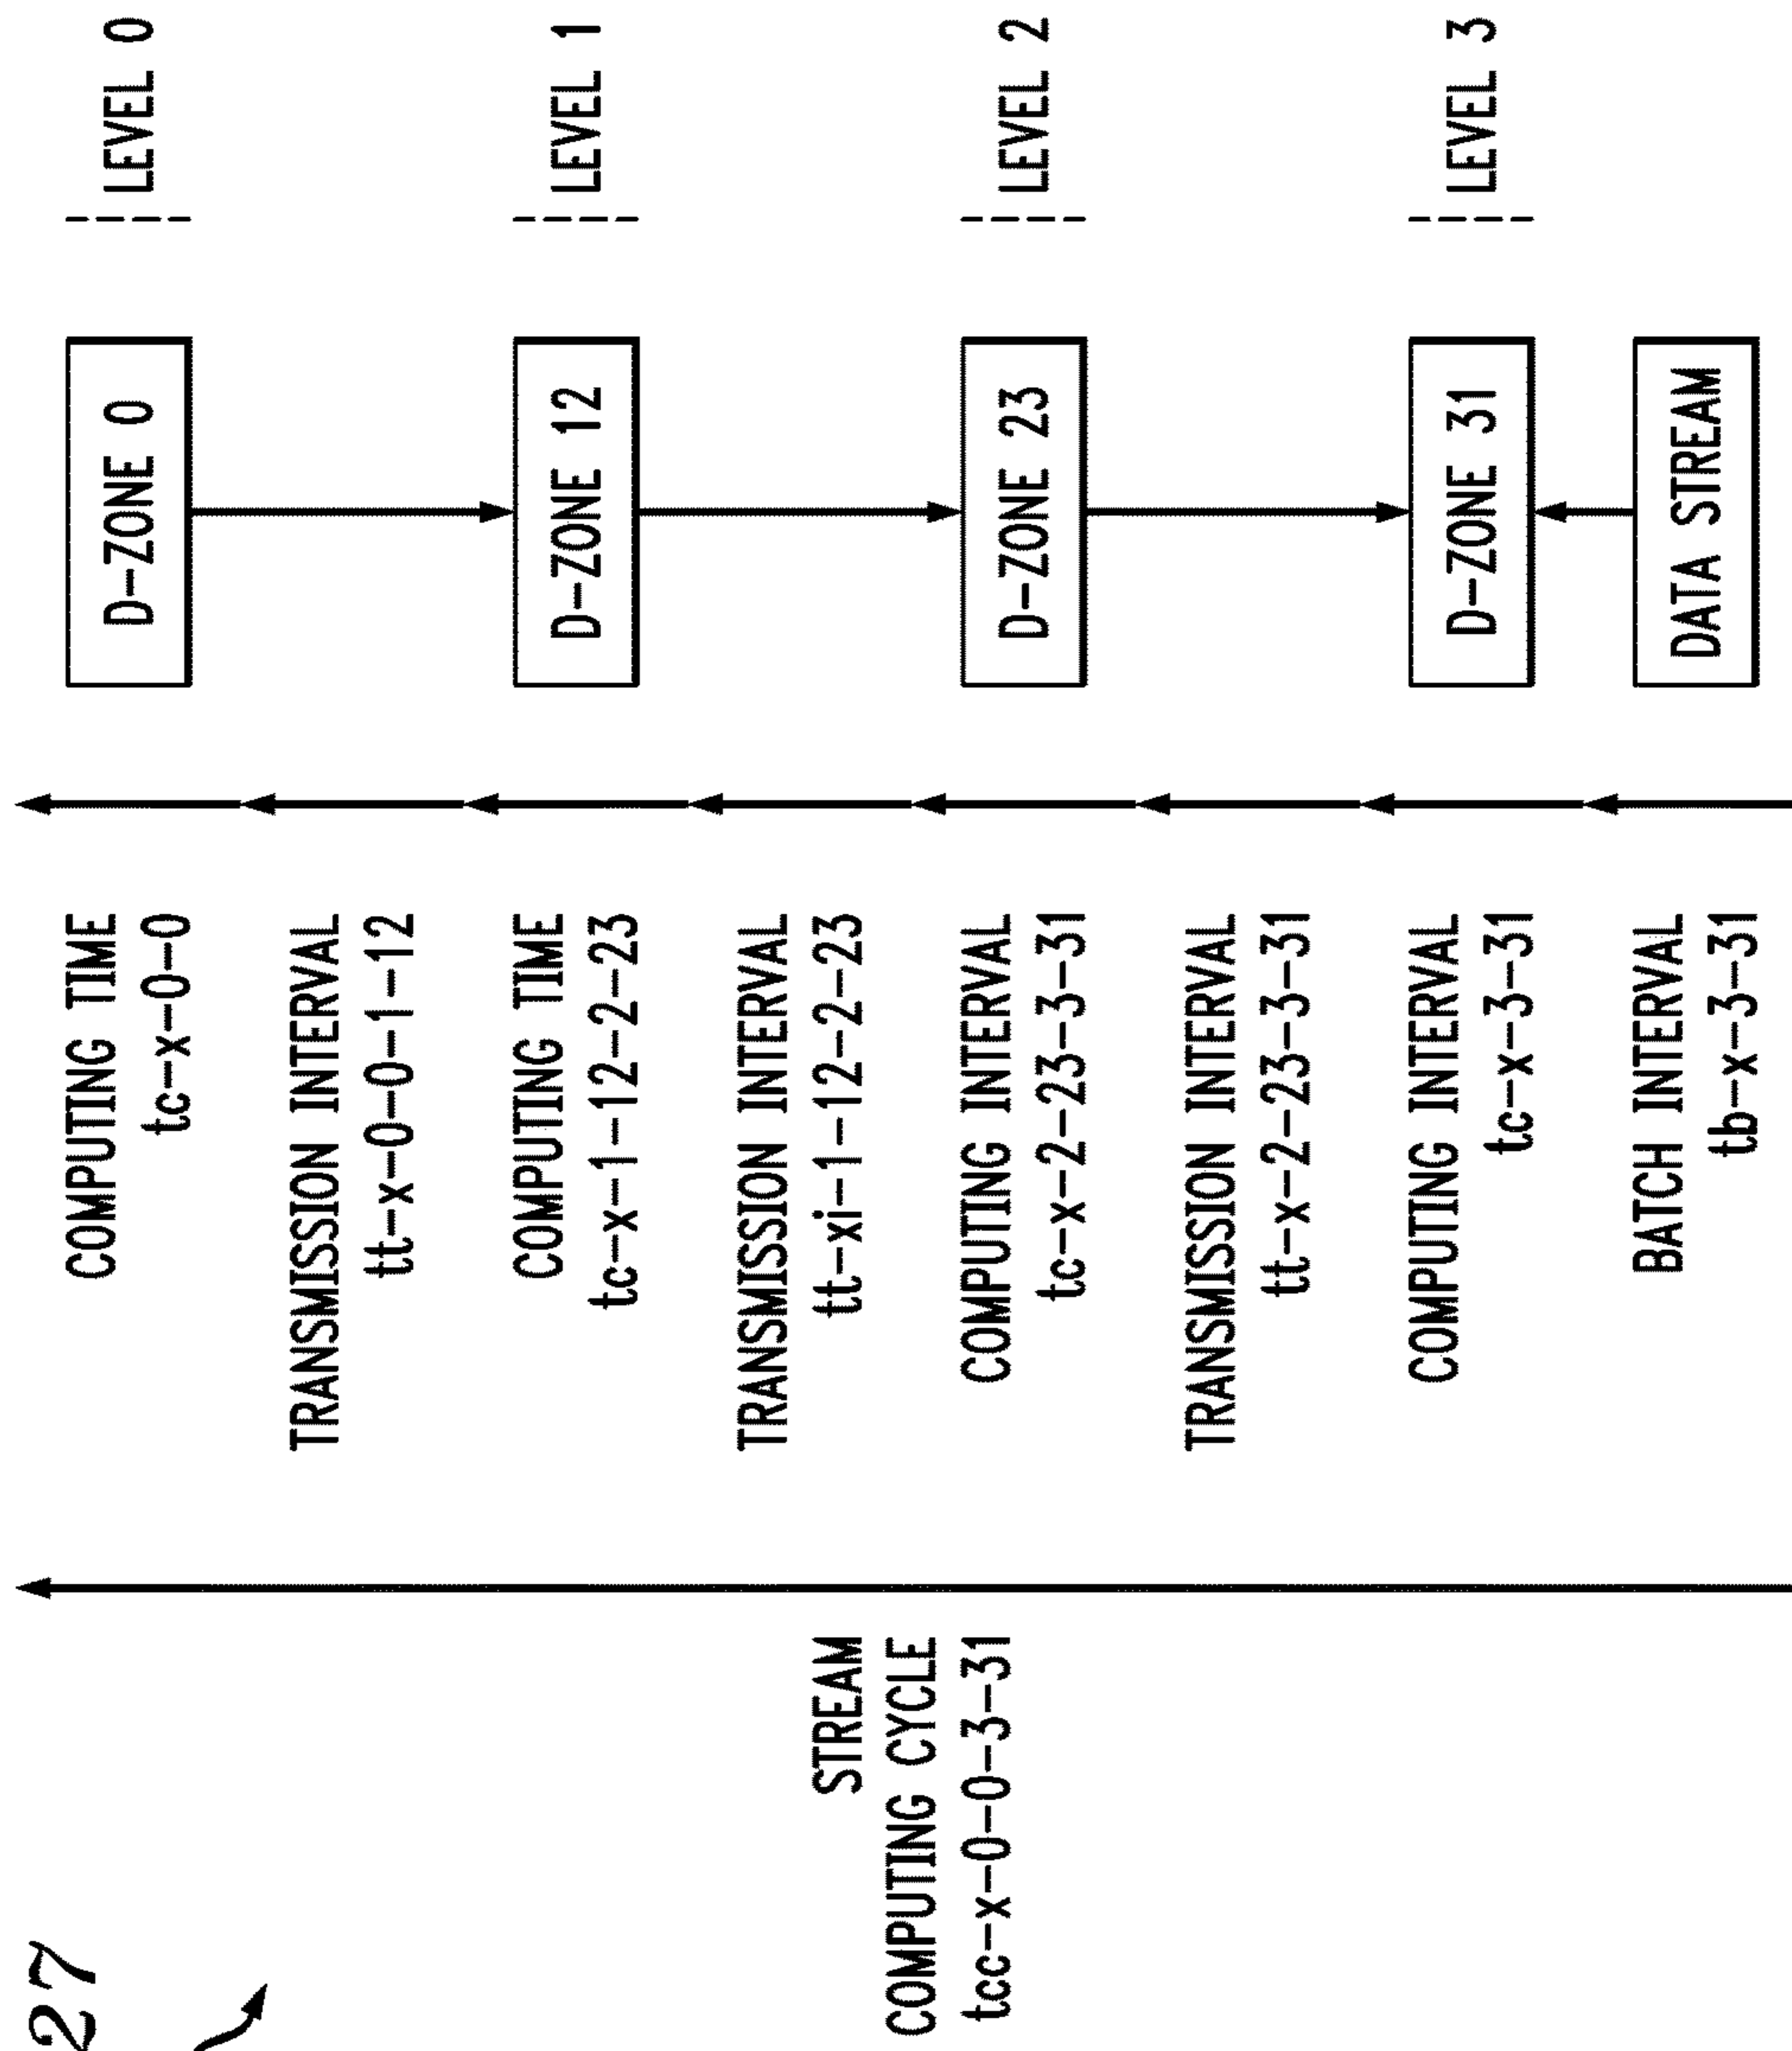 27
STREAM
COMPUTING CYCLE
tcc-x-0-0-3-31
COMPUTING TIME
tc-x-0-0
TRANSMISSION INTERVAL
tt-x-0-0-1-12
COMPUTING TIME
tc-x-1-12-2-23
TRANSMISSION INTERVAL
tt-xi-1-12-2-23
COMPUTING INTERVAL
tc-x-2-23-3-31
TRANSMISSION INTERVAL
tt-x-2-23-3-31
COMPUTING INTERVAL
tc-x-3-31
BATCH INTERVAL
tb-x-3-31
D-ZONE 0
D-ZONE 12
D-ZONE 23
D-ZONE 31
DATA STREAM
LEVEL 0
LEVEL 1
LEVEL 2
LEVEL 3